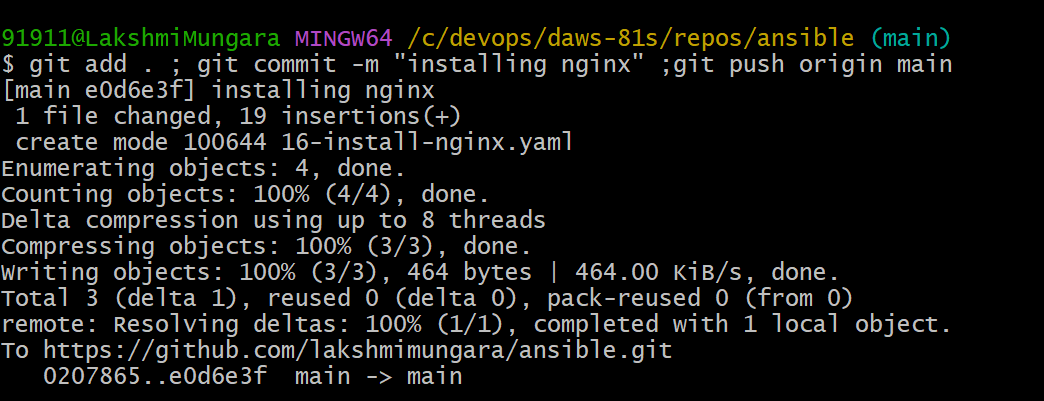 91911@LakshmiMungara MINGW64 /c/devops/daws-81s/repos/ansible (main)
$ git add . ; git commit -m "installing nginx" ;git push origin main
[main e0d6e3f] installing nginx
 1 file changed, 19 insertions(+)
 create mode 100644 16-install-nginx.yaml
Enumerating objects: 4, done.
Counting objects: 100% (4/4), done.
Delta compression using up to 8 threads
Compressing objects: 100% (3/3), done.
Writing objects: 100% (3/3), 464 bytes | 464.00 KiB/s, done.
Total 3 (delta 1), reused 0 (delta 0), pack-reused 0 (from 0)
remote: Resolving deltas: 100% (1/1), completed with 1 local object.
To https://github.com/lakshmimungara/ansible.git
   0207865..e0d6e3f  main -> main